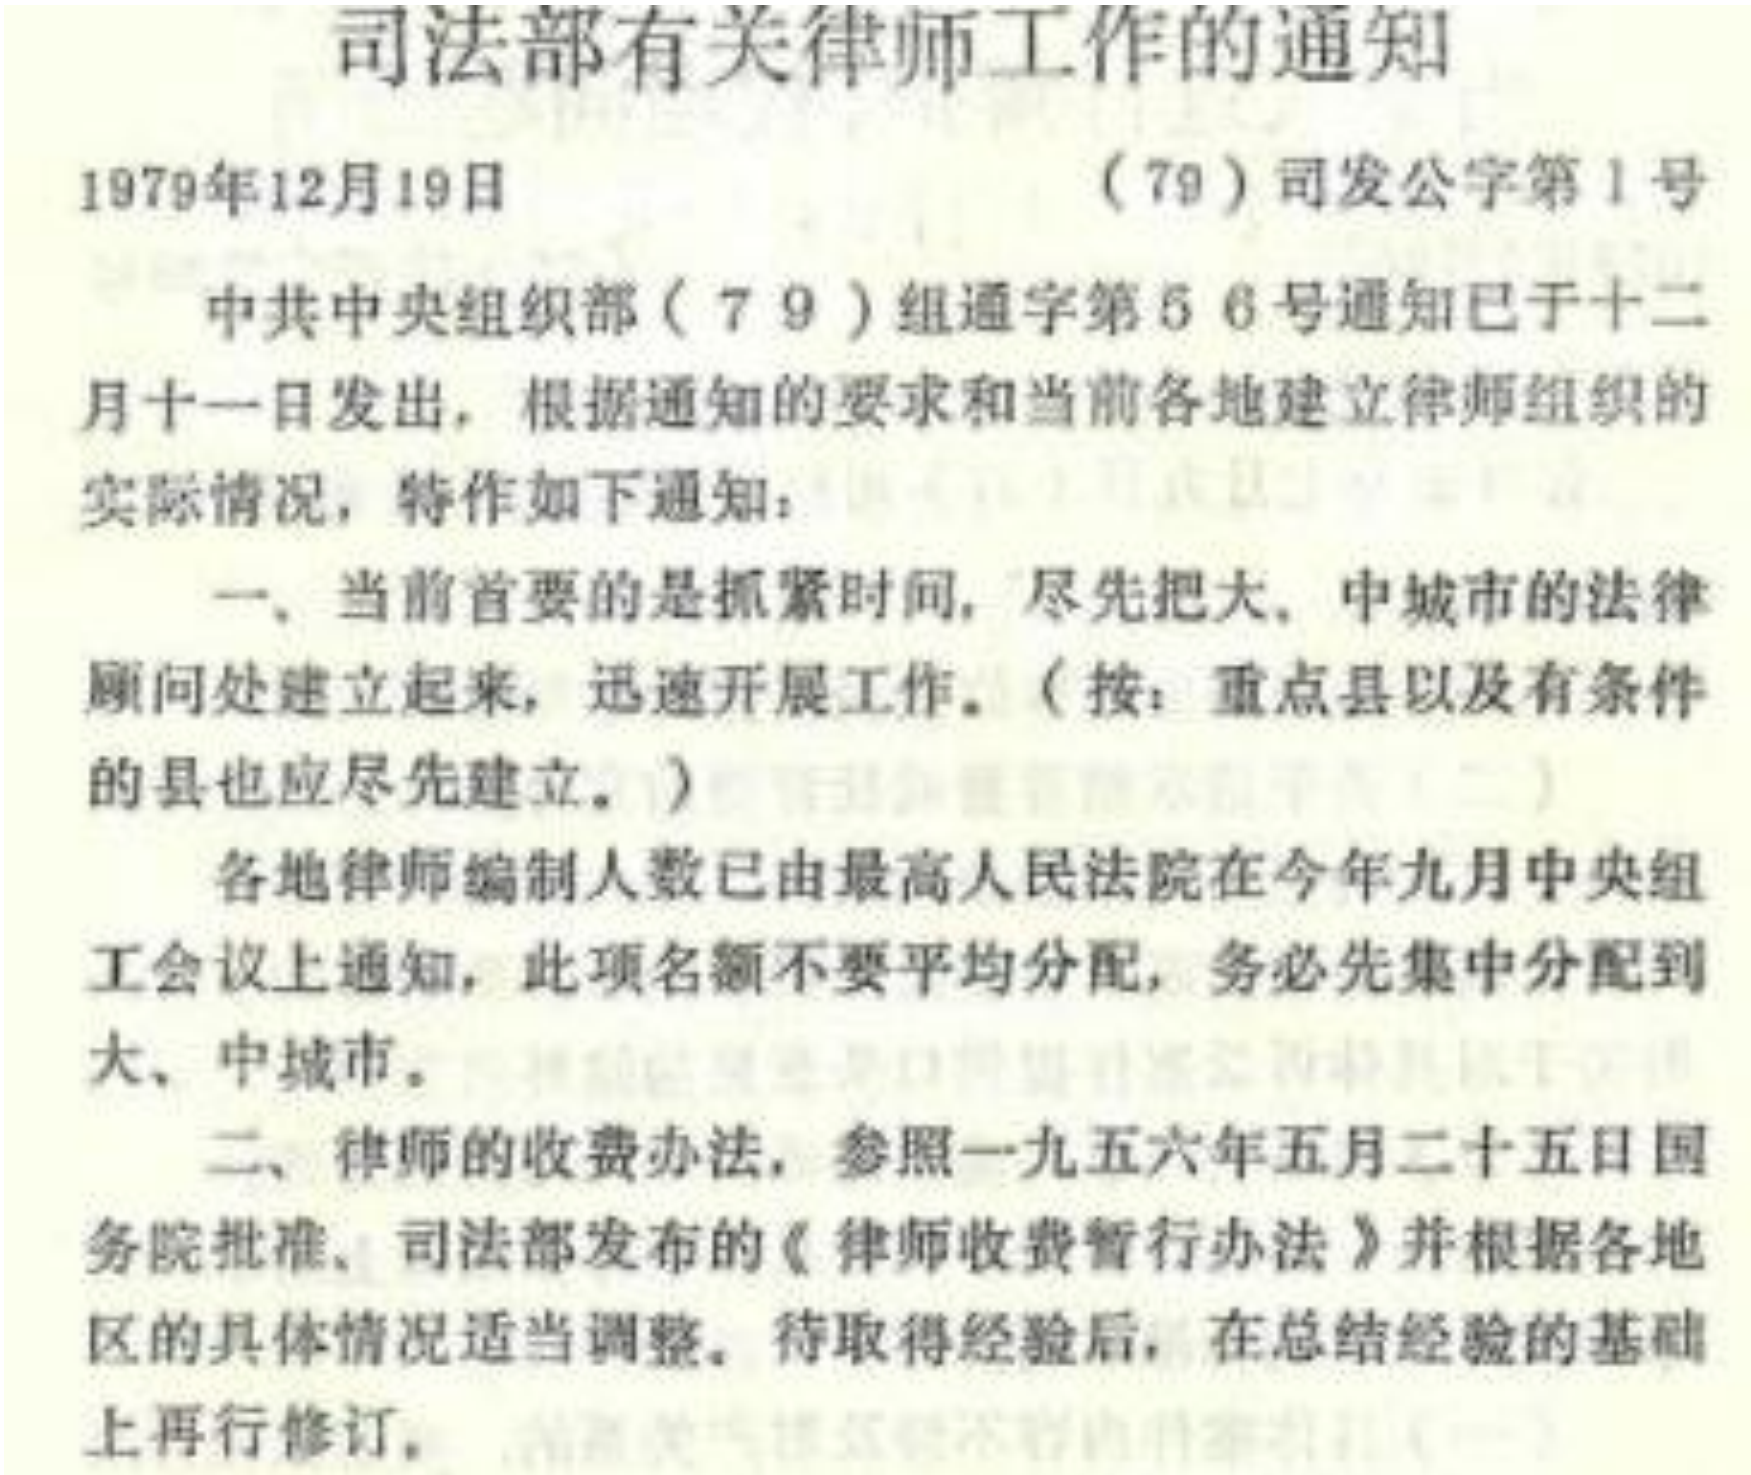 司法部有关律师工作的通知
1979年12月19日 （79）司发公字第1号
中共中央组织部（79）组通字第56号通知已于十二
月十一日发出，根据通知的要求和当前各地建立律师组织的
实际情况，特作如下通知：
一、当前首要的是抓紧时间，尽先把大、中城市的法律
顾问处建立起来，迅速开展工作。（按：重点县以及有条件
的县也应尽先建立。）
各地律师编制人数已由最高人民法院在今年九月中央组
工会议上通知，此项名额不要平均分配，务必先集中分配到
大、中城市。
二、律师的收费办法，参照一九五六年五月二十五日国
务院批准、司法部发布的《律师收费暂行办法》并根据各地
区的具体情况适当调整。待取得经验后，在总结经验的基础
上再行修订。